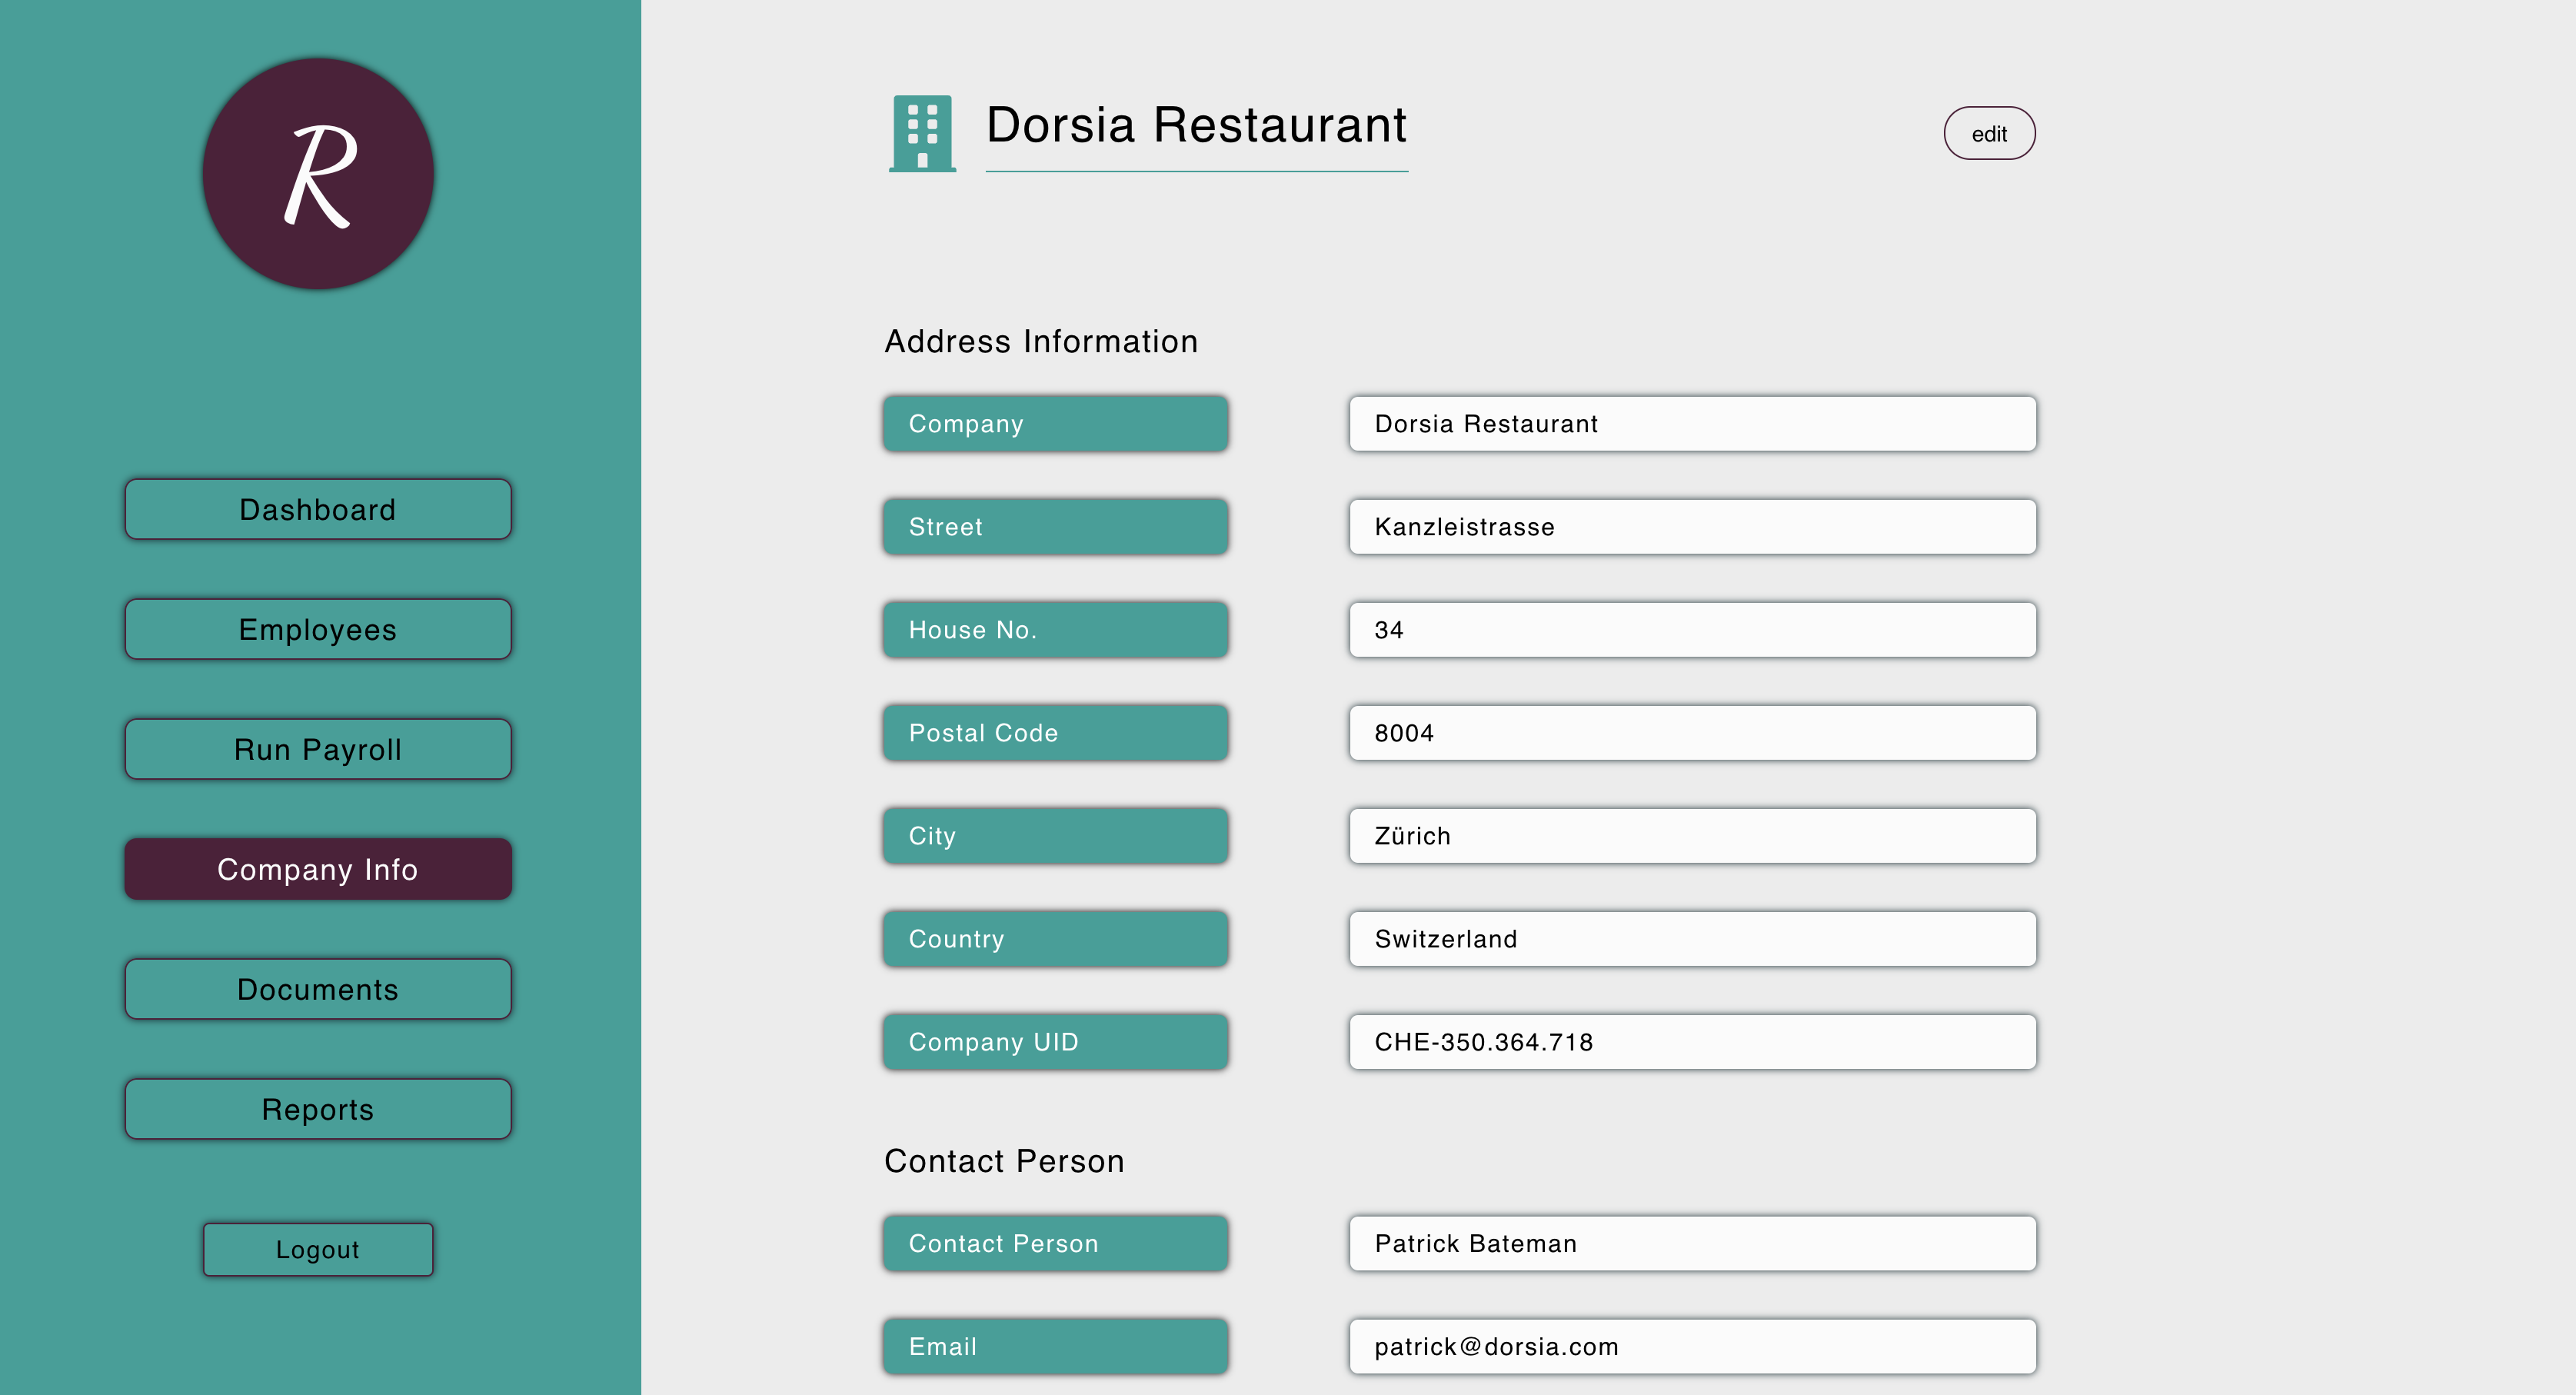 R
Dashboard
Employees
Run Payroll
Company Info
Documents
Reports
Logout
Dorsia Restaurant
edit
Address Information
Company Dorsia Restaurant
Street Kanzleistrasse
House No. 34
Postal Code 8004
City Zürich
Country Switzerland
Company UID CHE-350.364.718
Contact Person
Contact Person Patrick Bateman
Email patrick@dorsia.com